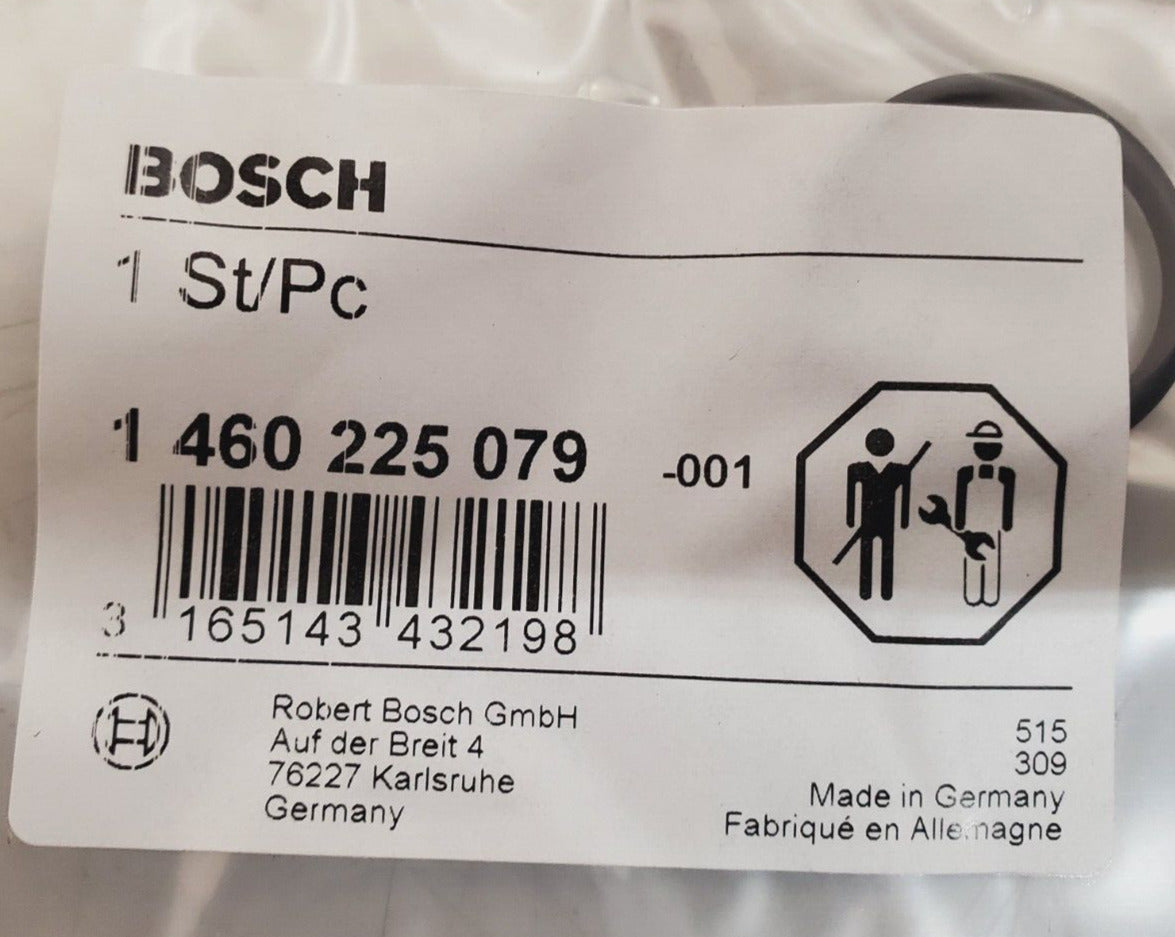 BOSCH
1 St/Pc
1 460 225 079 -001
3 165143 432198
Robert Bosch GmbH
Auf der Breit 4
76227 Karlsruhe
Germany
515
309
Made in Germany
Fabriqué en Allemagne